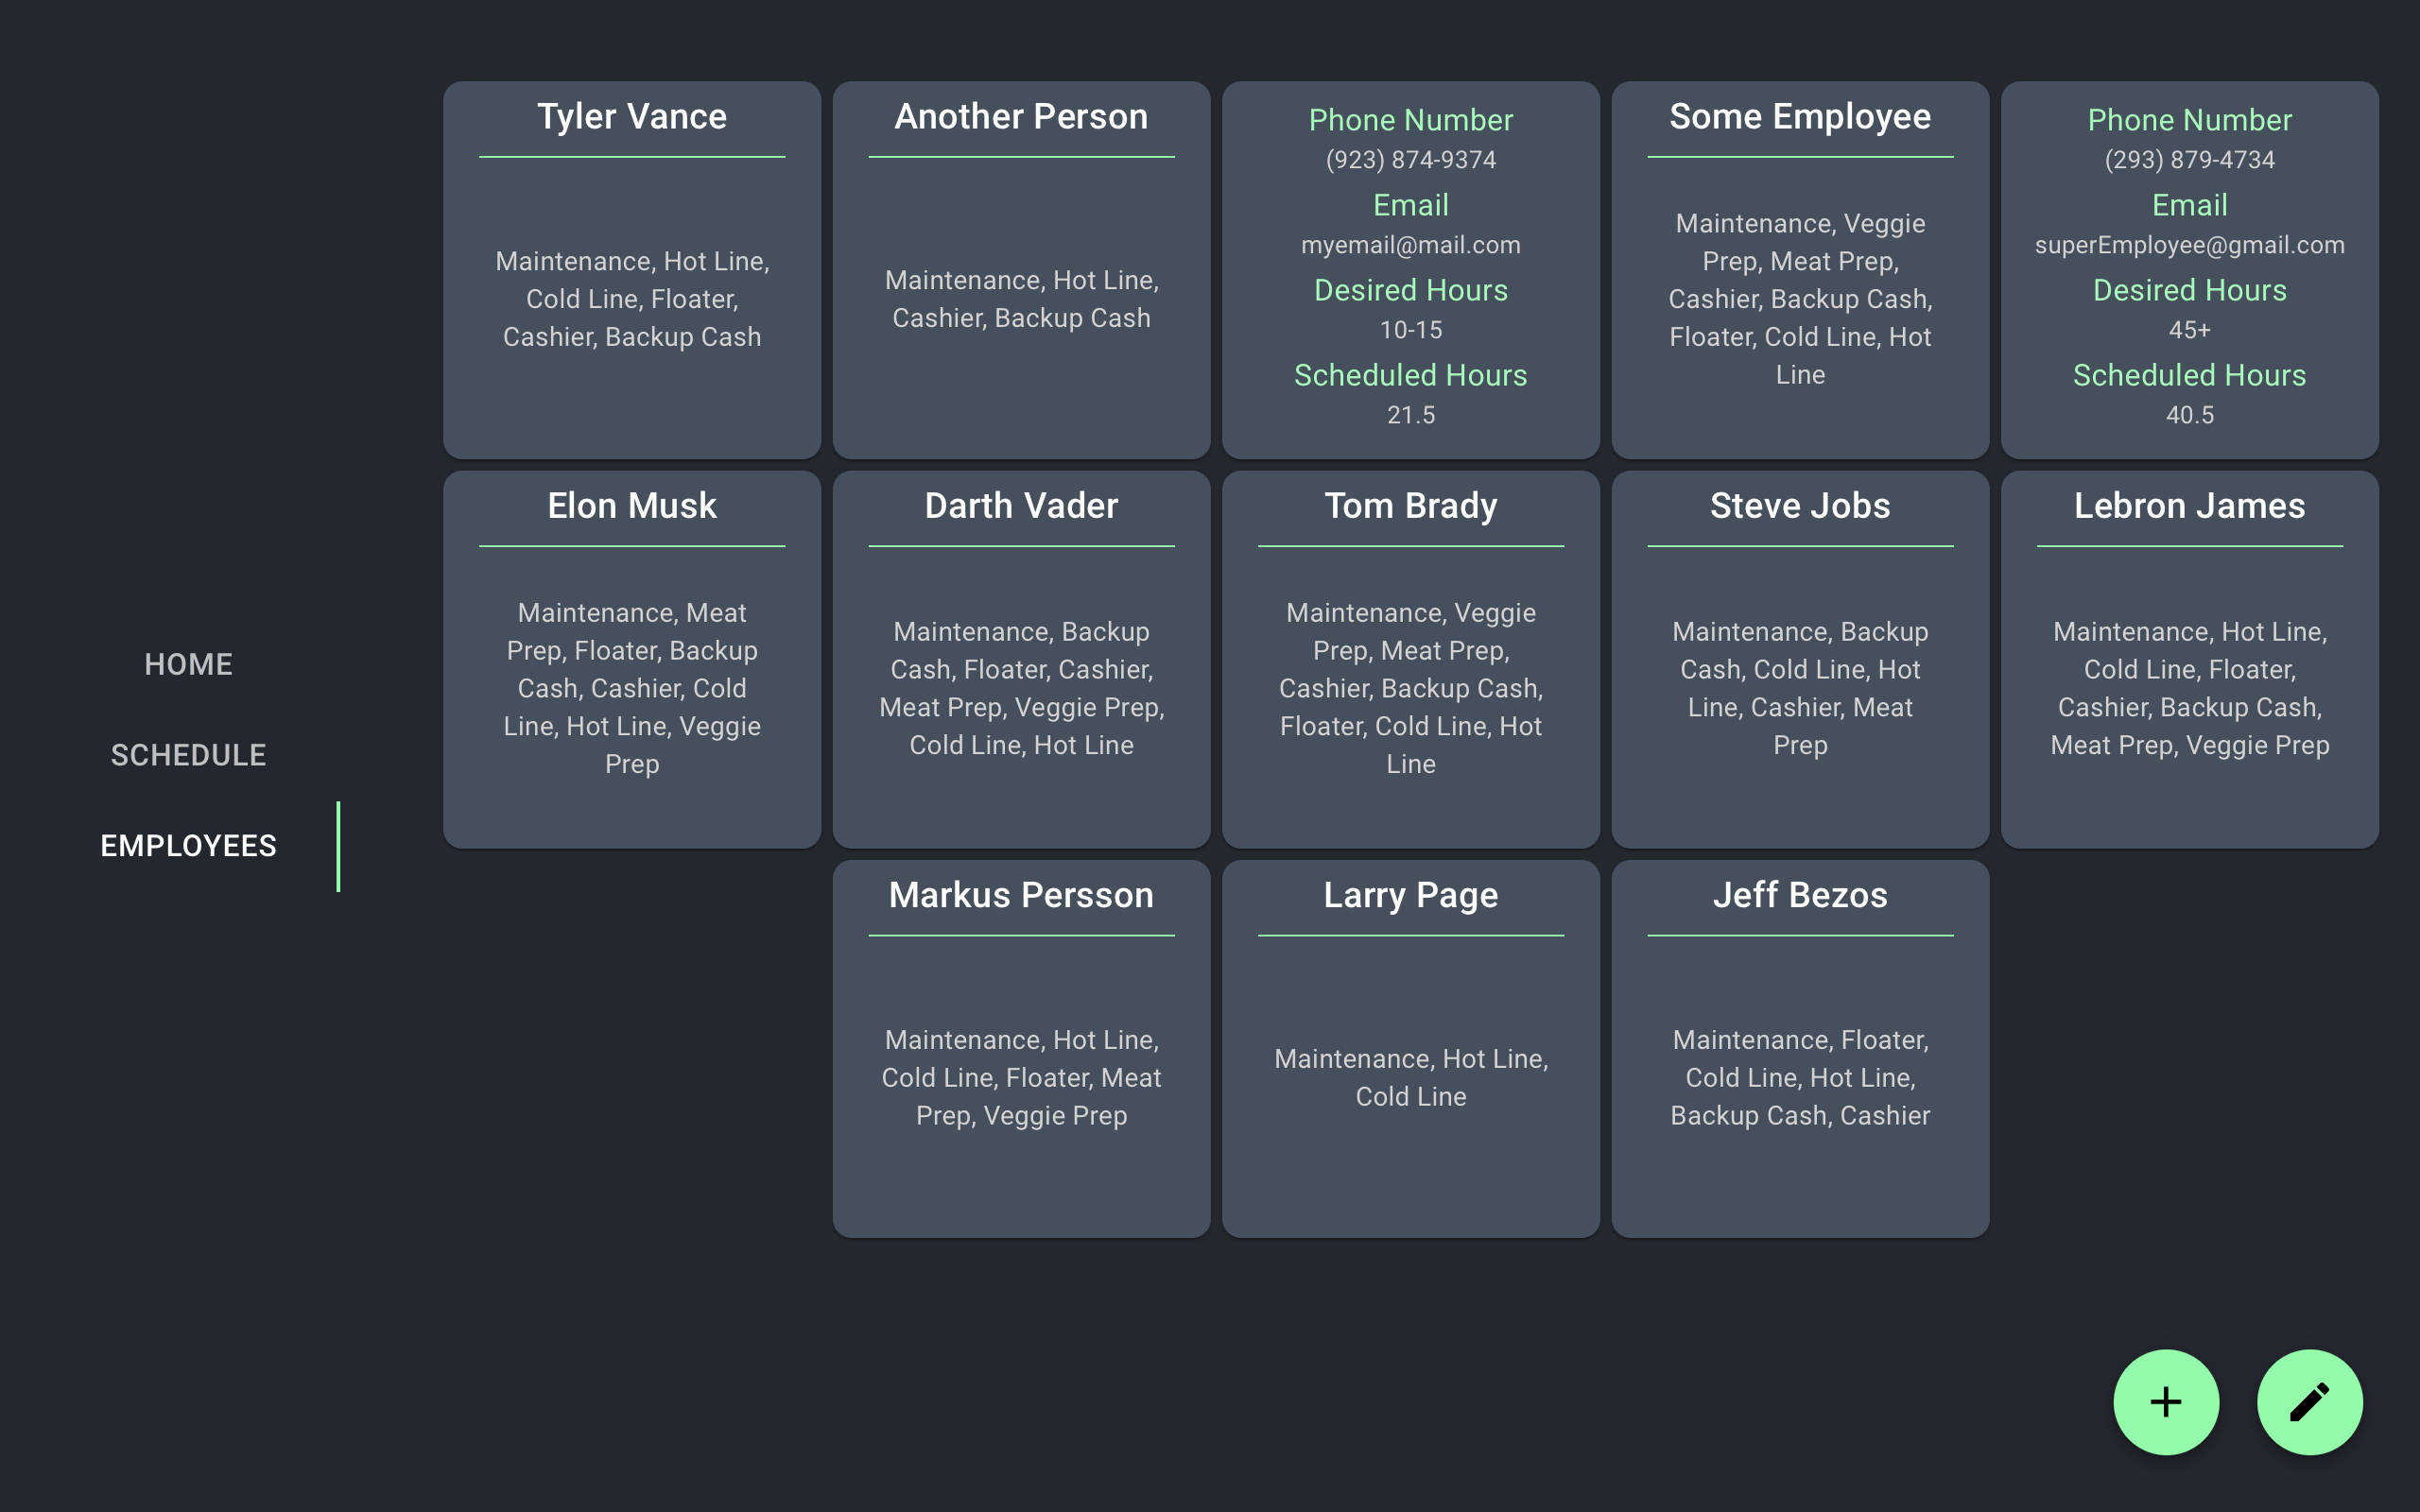 HOME
SCHEDULE
EMPLOYEES
Tyler Vance
Maintenance, Hot Line,
Cold Line, Floater,
Cashier, Backup Cash
Another Person
Maintenance, Hot Line,
Cashier, Backup Cash
Phone Number
(923) 874-9374
Email
myemail@mail.com
Desired Hours
10-15
Scheduled Hours
21.5
Some Employee
Maintenance, Veggie
Prep, Meat Prep,
Cashier, Backup Cash,
Floater, Cold Line, Hot
Line
Phone Number
(293) 879-4734
Email
superEmployee@gmail.com
Desired Hours
45+
Scheduled Hours
40.5
Elon Musk
Maintenance, Meat
Prep, Floater, Backup
Cash, Cashier, Cold
Line, Hot Line, Veggie
Prep
Darth Vader
Maintenance, Backup
Cash, Floater, Cashier,
Meat Prep, Veggie Prep,
Cold Line, Hot Line
Tom Brady
Maintenance, Veggie
Prep, Meat Prep,
Cashier, Backup Cash,
Floater, Cold Line, Hot
Line
Steve Jobs
Maintenance, Backup
Cash, Cold Line, Hot
Line, Cashier, Meat
Prep
Lebron James
Maintenance, Hot Line,
Cold Line, Floater,
Cashier, Backup Cash,
Meat Prep, Veggie Prep
Markus Persson
Maintenance, Hot Line,
Cold Line, Floater, Meat
Prep, Veggie Prep
Larry Page
Maintenance, Hot Line,
Cold Line
Jeff Bezos
Maintenance, Floater,
Cold Line, Hot Line,
Backup Cash, Cashier